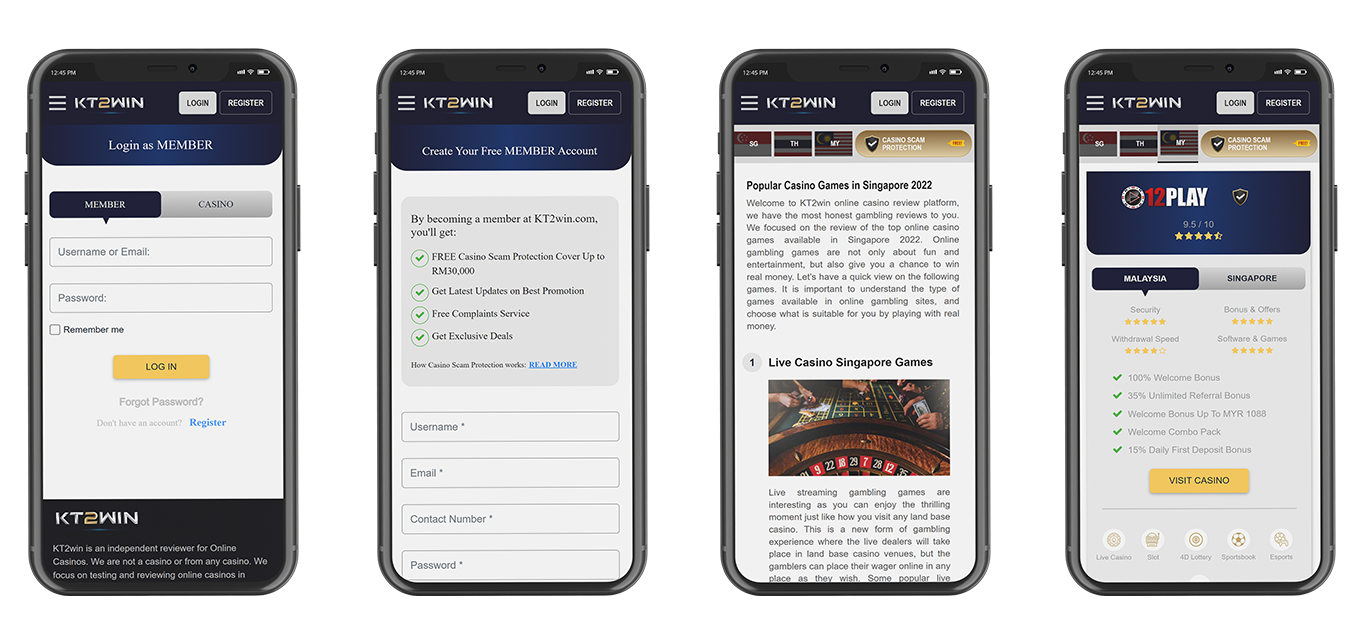 12:45 PM
KT2WIN
LOGIN
REGISTER
Login as MEMBER
MEMBER
CASINO
Username or Email:
Password:
Remember me
LOG IN
Forgot Password?
Don't have an account? Register
KT2WIN
KT2win is an independent reviewer for Online
Casinos. We are not a casino or from any casino. We
focus on testing and reviewing online casinos in
12:45 PM
KT2WIN
LOGIN
REGISTER
Create Your Free MEMBER Account
By becoming a member at KT2win.com,
you'll get:
FREE Casino Scam Protection Cover Up to
RM30,000
Get Latest Updates on Best Promotion
Free Complaints Service
Get Exclusive Deals
How Casino Scam Protection works: READ MORE
Username *
Email *
Contact Number *
Password *
12:45 PM
KT2WIN
LOGIN
REGISTER
SG
TH
MY
CASINO SCAM
PROTECTION
FREE!
Popular Casino Games in Singapore 2022
Welcome to KT2win online casino review platform,
we have the most honest gambling reviews to you.
We focused on the review of the top online casino
games available in Singapore 2022. Online
gambling games are not only about fun and
entertainment, but also give you a chance to win
real money. Let's have a quick view on the following
games. It is important to understand the type of
games available in online gambling sites, and
choose what is suitable for you by playing with real
money.
1 Live Casino Singapore Games
9 22 18 29 7 28 12 35
Live streaming gambling games are
interesting as you can enjoy the thrilling
moment just like how you visit any land base
casino. This is a new form of gambling
experience where the live dealers will take
place in land base casino venues, but the
gamblers can place their wager online in any
place as they wish. Some popular live
12:45 PM
KT2WIN
LOGIN
REGISTER
SG
TH
MY
CASINO SCAM
PROTECTION
FREE!
12PLAY
9.5 / 10
MALAYSIA
SINGAPORE
Security
Bonus & Offers
Withdrawal Speed
Software & Games
100% Welcome Bonus
35% Unlimited Referral Bonus
Welcome Bonus Up To MYR 1088
Welcome Combo Pack
15% Daily First Deposit Bonus
VISIT CASINO
Live Casino
Slot
4D Lottery
Sportsbook
Esports